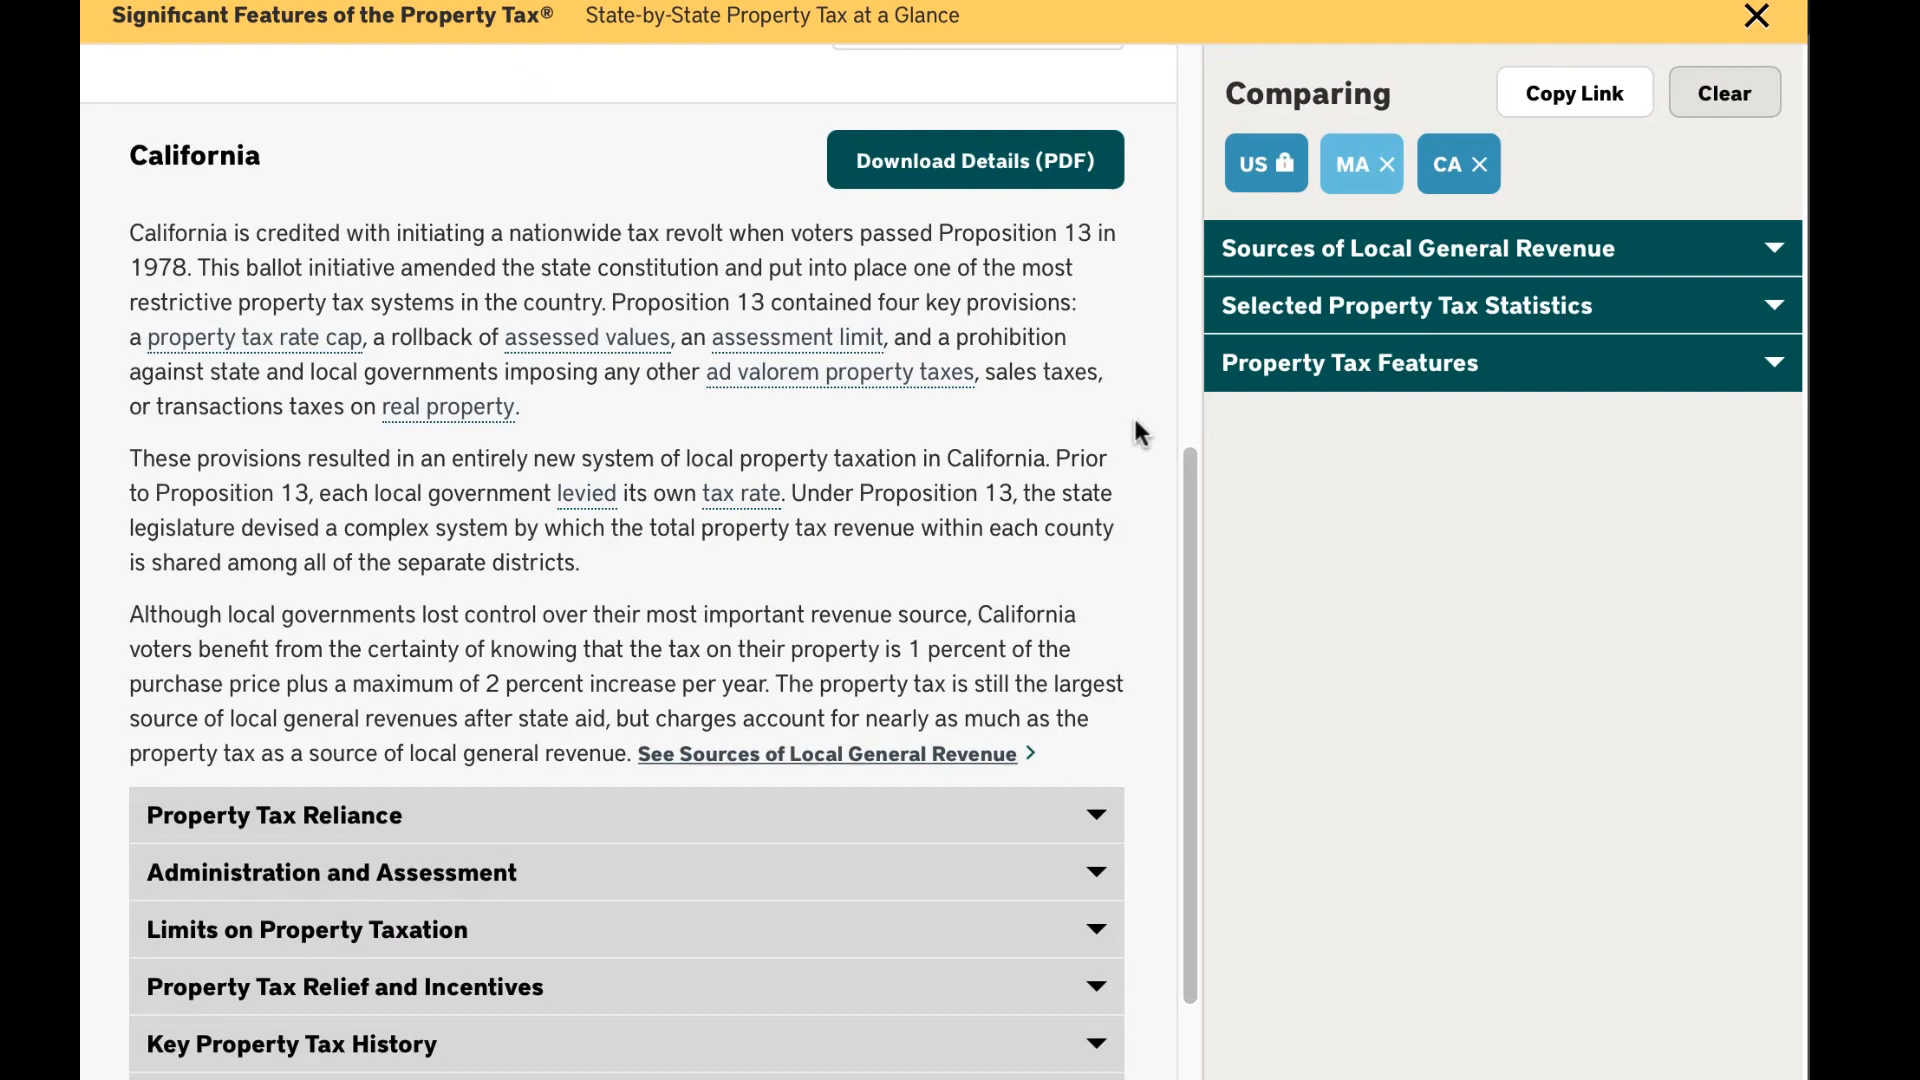 Significant Features of the Property Tax® State-by-State Property Tax at a Glance
California
Download Details (PDF)
California is credited with initiating a nationwide tax revolt when voters passed Proposition 13 in
1978. This ballot initiative amended the state constitution and put into place one of the most
restrictive property tax systems in the country. Proposition 13 contained four key provisions:
a property tax rate cap, a rollback of assessed values, an assessment limit, and a prohibition
against state and local governments imposing any other ad valorem property taxes, sales taxes,
or transactions taxes on real property.
These provisions resulted in an entirely new system of local property taxation in California. Prior
to Proposition 13, each local government levied its own tax rate. Under Proposition 13, the state
legislature devised a complex system by which the total property tax revenue within each county
is shared among all of the separate districts.
Although local governments lost control over their most important revenue source, California
voters benefit from the certainty of knowing that the tax on their property is 1 percent of the
purchase price plus a maximum of 2 percent increase per year. The property tax is still the largest
source of local general revenues after state aid, but charges account for nearly as much as the
property tax as a source of local general revenue. See Sources of Local General Revenue >
Property Tax Reliance
Administration and Assessment
Limits on Property Taxation
Property Tax Relief and Incentives
Key Property Tax History
Comparing
Copy Link
Clear
US
MA ×
CA ×
Sources of Local General Revenue
Selected Property Tax Statistics
Property Tax Features